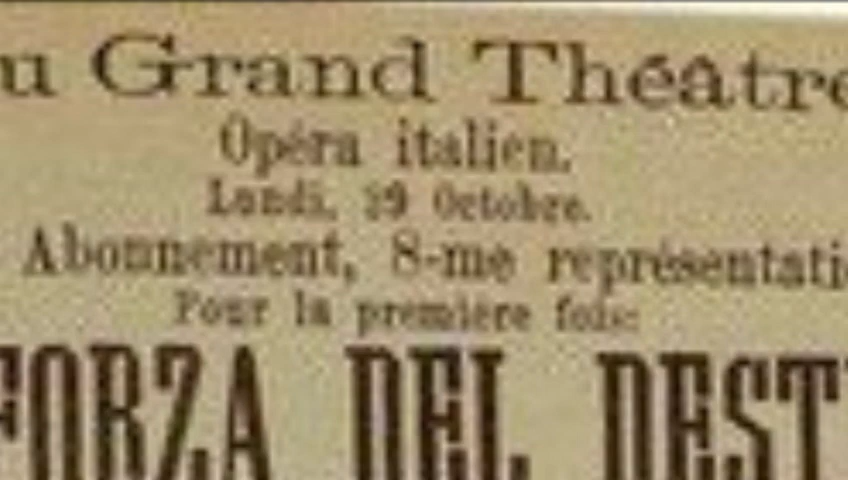 u Grand Théâtre
Opéra italien.
Lundi, 29 Octobre.
Abonnement, 8-me représentati
Pour la première fois:
FORZA DEL DEST